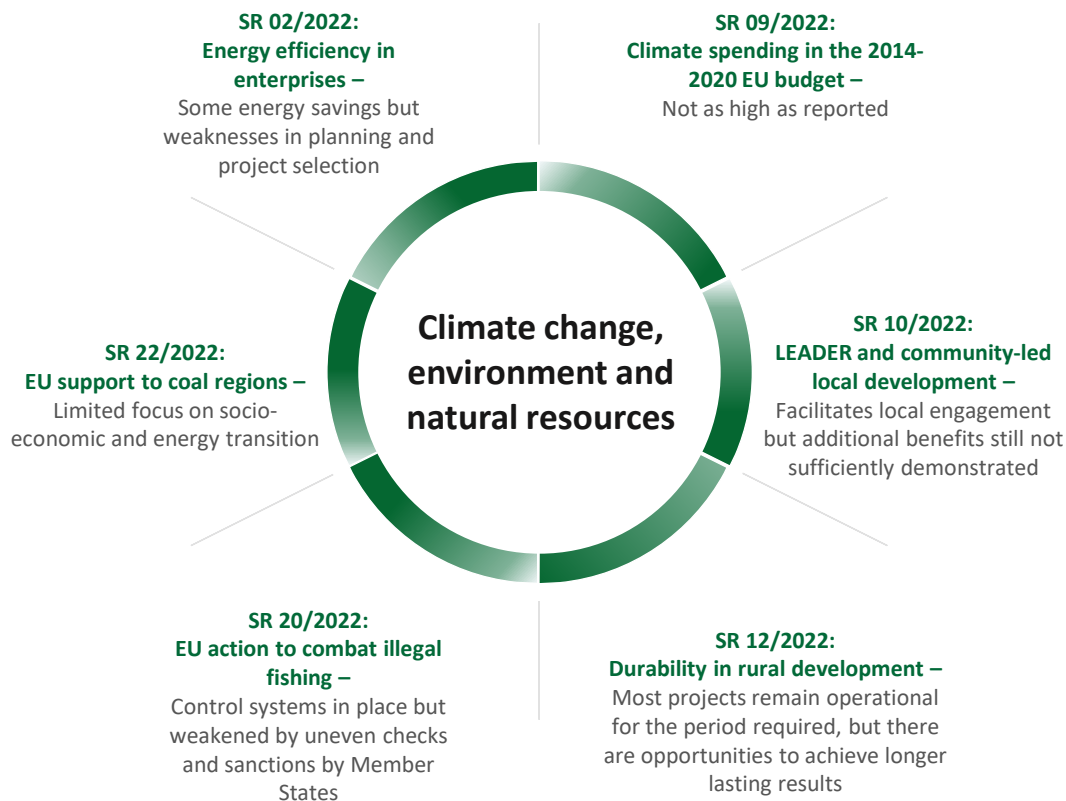 SR 02/2022:
Energy efficiency in
enterprises –
Some energy savings but
weaknesses in planning and
project selection
SR 09/2022:
Climate spending in the 2014-
2020 EU budget –
Not as high as reported
Climate change,
environment and
natural resources
SR 22/2022:
EU support to coal regions –
Limited focus on socio-
economic and energy transition
SR 10/2022:
LEADER and community-led
local development –
Facilitates local engagement
but additional benefits still not
sufficiently demonstrated
SR 20/2022:
EU action to combat illegal
fishing –
Control systems in place but
weakened by uneven checks
and sanctions by Member
States
SR 12/2022:
Durability in rural development –
Most projects remain operational
for the period required, but there
are opportunities to achieve longer
lasting results